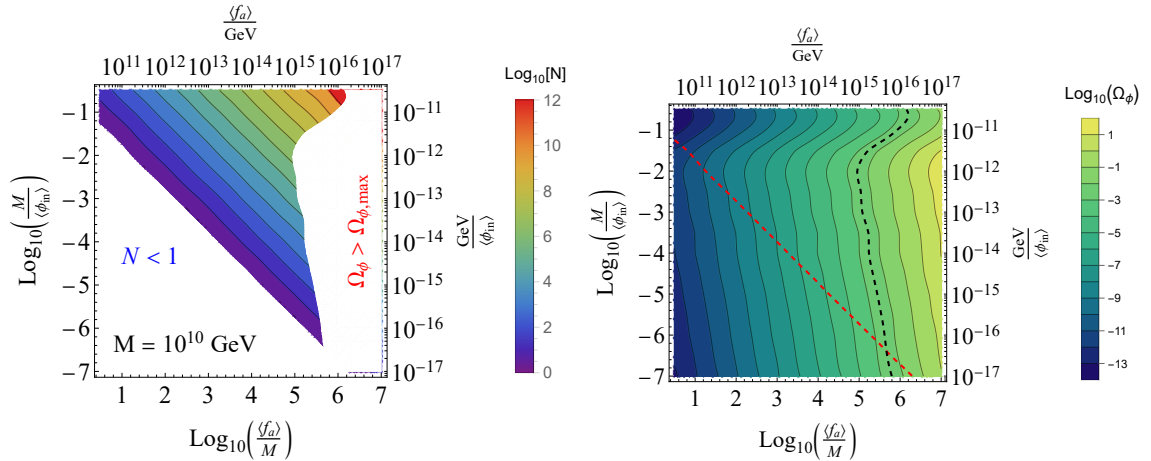 ⟨f_a⟩/GeV
10^11 10^12 10^13 10^14 10^15 10^16 10^17
Log_10(M/⟨ϕ_in⟩)
-1
-2
-3
-4
-5
-6
-7
N < 1
M = 10^10 GeV
Ω_ϕ > Ω_ϕ,max
10^-11
10^-12
10^-13
10^-14
10^-15
10^-16
10^-17
GeV/⟨ϕ_in⟩
1 2 3 4 5 6 7
Log_10(⟨f_a⟩/M)
Log_10[N]
12
10
8
6
4
2
0
⟨f_a⟩/GeV
10^11 10^12 10^13 10^14 10^15 10^16 10^17
Log_10(M/⟨ϕ_in⟩)
-1
-2
-3
-4
-5
-6
-7
10^-11
10^-12
10^-13
10^-14
10^-15
10^-16
10^-17
GeV/⟨ϕ_in⟩
1 2 3 4 5 6 7
Log_10(⟨f_a⟩/M)
Log_10(Ω_ϕ)
1
-1
-3
-5
-7
-9
-11
-13